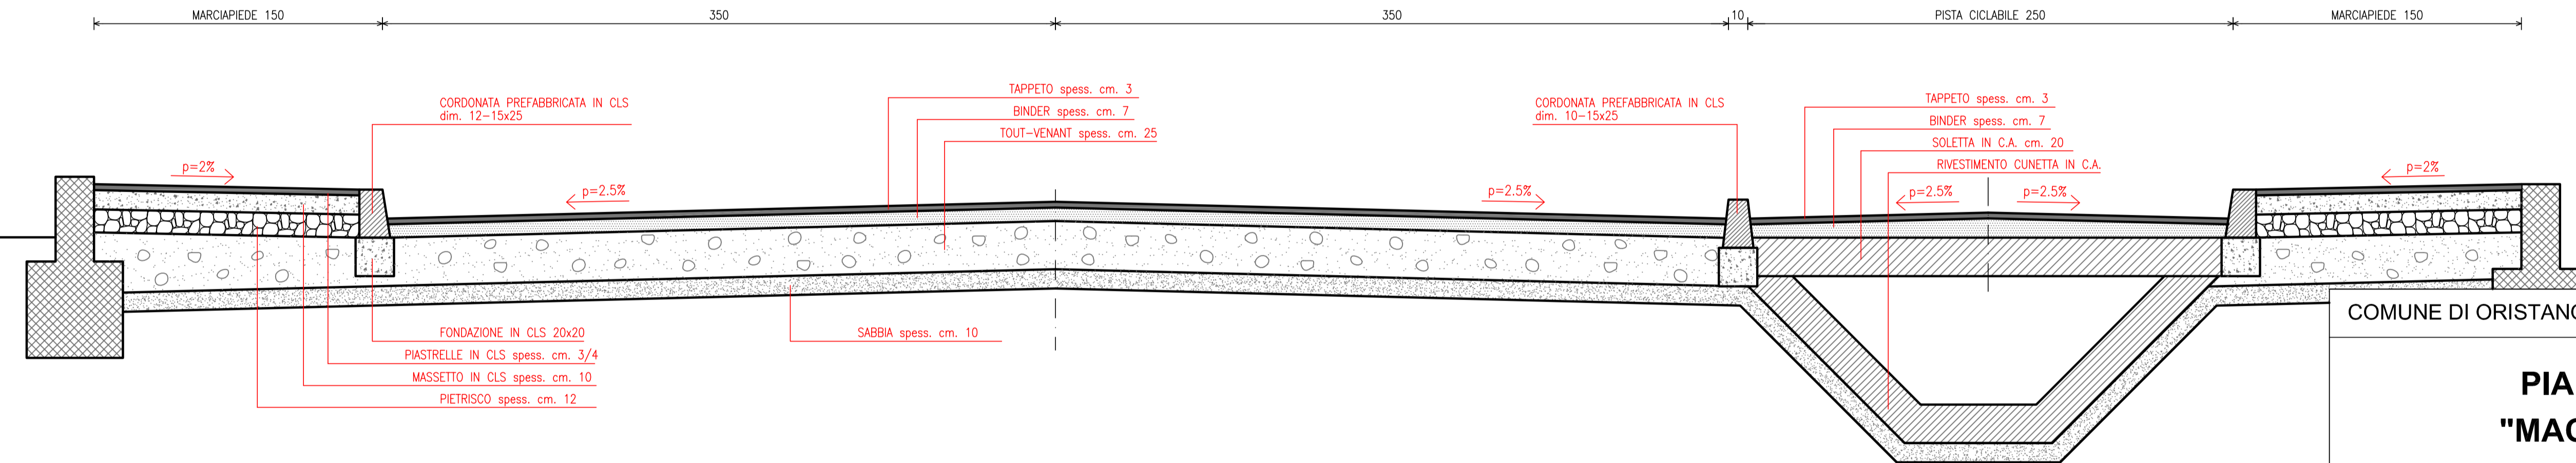 MARCIAPIEDE 150
350
350
10
PISTA CICLABILE 250
MARCIAPIEDE 150
CORDONATA PREFABBRICATA IN CLS
dim. 12-15x25
TAPPETO spess. cm. 3
BINDER spess. cm. 7
TOUT-VENANT spess. cm. 25
CORDONATA PREFABBRICATA IN CLS
dim. 10-15x25
TAPPETO spess. cm. 3
BINDER spess. cm. 7
SOLETTA IN C.A. cm. 20
RIVESTIMENTO CUNETTA IN C.A.
p=2%
p=2.5%
p=2.5%
p=2.5%
p=2.5%
p=2%
FONDAZIONE IN CLS 20x20
PIASTRELLE IN CLS spess. cm. 3/4
MASSETTO IN CLS spess. cm. 10
PIETRISCO spess. cm. 12
SABBIA spess. cm. 10
COMUNE DI ORISTANO
PIA
"MAC